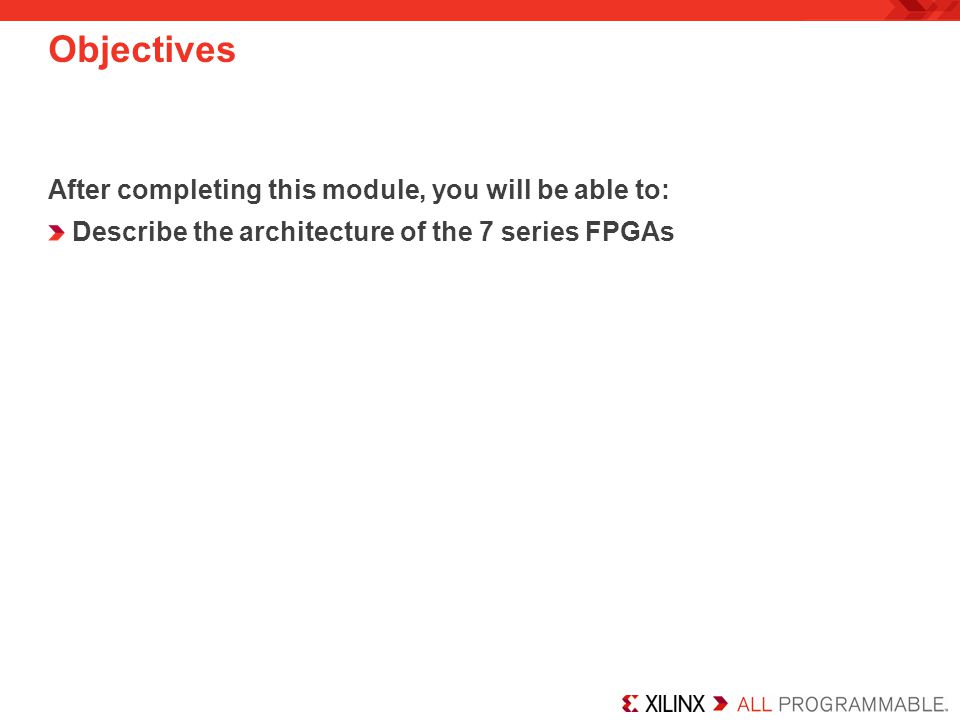 Objectives
After completing this module, you will be able to:
Describe the architecture of the 7 series FPGAs
XILINX ALL PROGRAMMABLE.